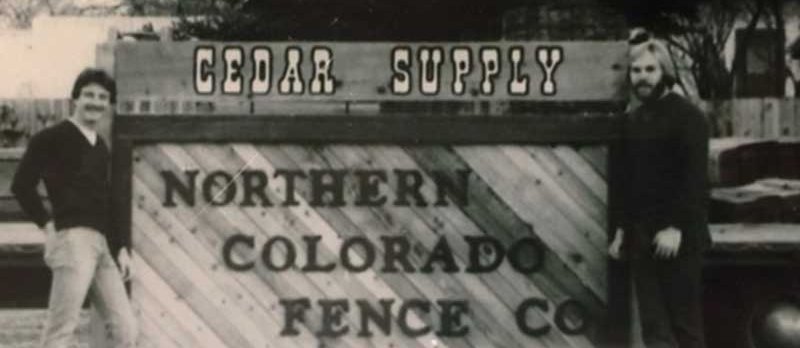 CEDAR SUPPLY
NORTHERN
COLORADO
FENCE CO